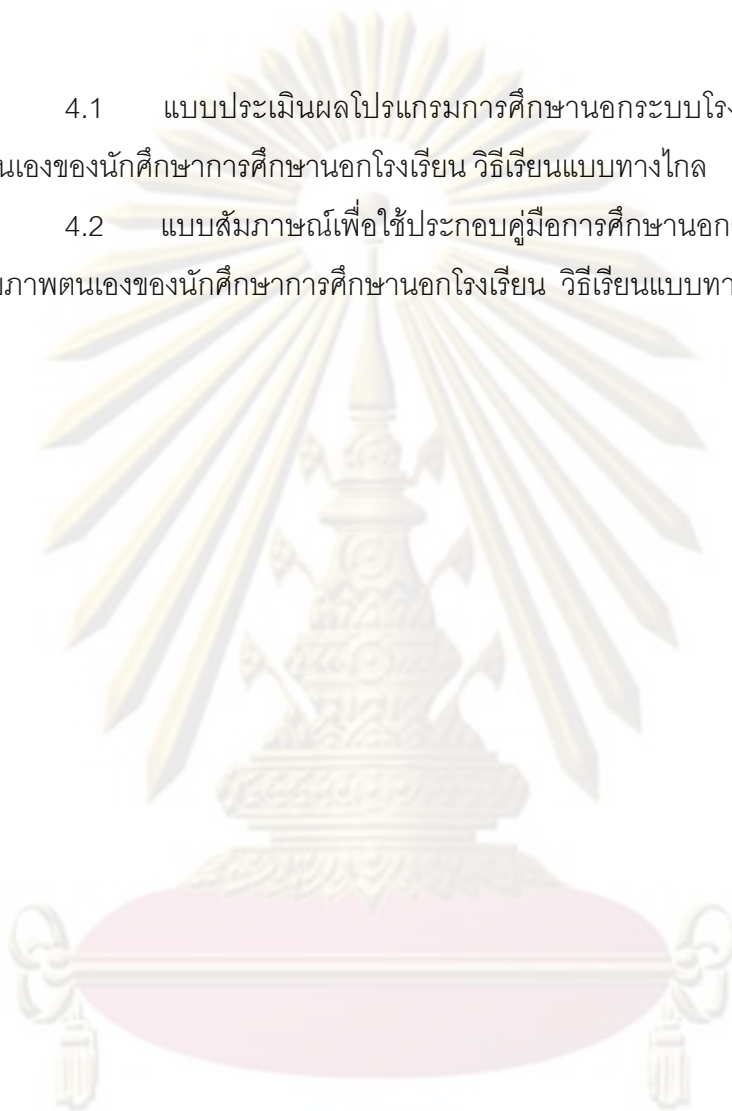 4.1 แบบประเมินผลโปรแกรมการศึกษานอกระบบโรง
นเองของนักศึกษาการศึกษานอกโรงเรียน วิธีเรียนแบบทางไกล
4.2 แบบสัมภาษณ์เพื่อใช้ประกอบคู่มือการศึกษานอก
ภาพตนเองของนักศึกษาการศึกษานอกโรงเรียน วิธีเรียนแบบทา